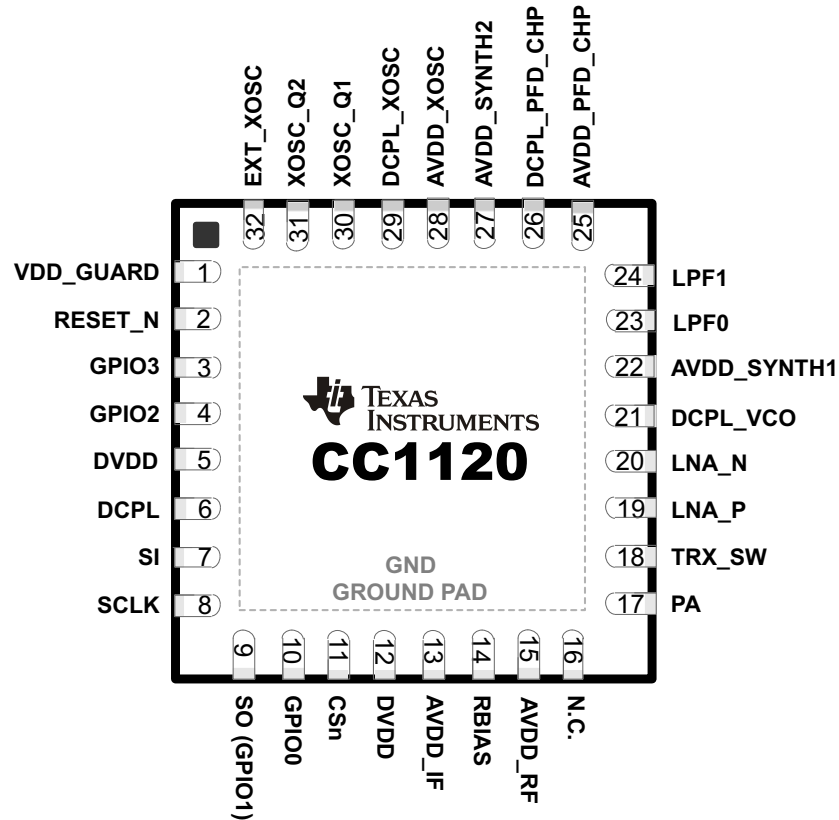 EXT_XOSC
XOSC_Q2
XOSC_Q1
DCPL_XOSC
AVDD_XOSC
AVDD_SYNTH2
DCPL_PFD_CHP
AVDD_PFD_CHP
32
31
30
29
28
27
26
25
VDD_GUARD 1
RESET_N 2
GPIO3 3
GPIO2 4
DVDD 5
DCPL 6
SI 7
SCLK 8
24 LPF1
23 LPF0
22 AVDD_SYNTH1
21 DCPL_VCO
20 LNA_N
19 LNA_P
18 TRX_SW
17 PA
TEXAS
INSTRUMENTS
CC1120
GND
GROUND PAD
9
10
11
12
13
14
15
16
SO (GPIO1)
GPIO0
CSn
DVDD
AVDD_IF
RBIAS
AVDD_RF
N.C.